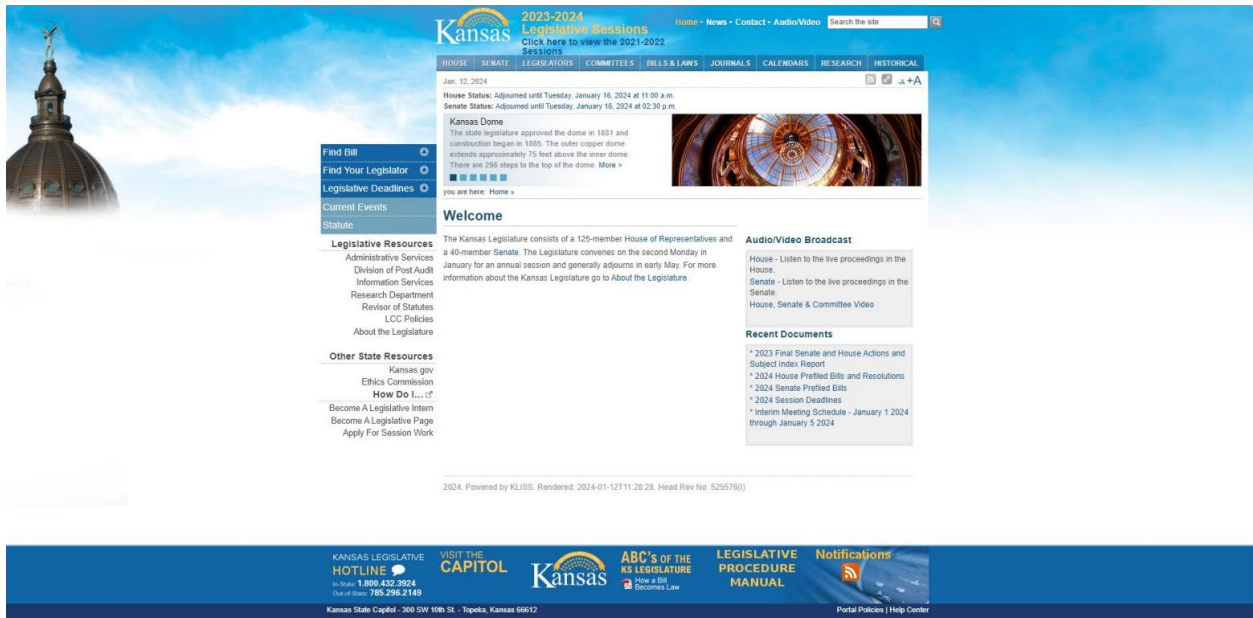 Kansas
2023-2024
Legislative Sessions
Click here to view the 2021-2022
Sessions
Home • News • Contact • Audio/Video
Search the site
HOUSE SENATE LEGISLATORS COMMITTEES BILLS & LAWS JOURNALS CALENDARS RESEARCH HISTORICAL
Jan. 12, 2024
-A +A
House Status: Adjourned until Tuesday, January 16, 2024 at 11:00 a.m.
Senate Status: Adjourned until Tuesday, January 16, 2024 at 02:30 p.m.
Kansas Dome
The state legislature approved the dome in 1881 and
construction began in 1885. The outer copper dome
extends approximately 75 feet above the inner dome.
There are 296 steps to the top of the dome. More >
you are here: Home »
Find Bill
Find Your Legislator
Legislative Deadlines
Current Events
Statute
Legislative Resources
Administrative Services
Division of Post Audit
Information Services
Research Department
Revisor of Statutes
LCC Policies
About the Legislature
Other State Resources
Kansas.gov
Ethics Commission
How Do I...
Become A Legislative Intern
Become A Legislative Page
Apply For Session Work
Welcome
The Kansas Legislature consists of a 125-member House of Representatives and
a 40-member Senate. The Legislature convenes on the second Monday in
January for an annual session and generally adjourns in early May. For more
information about the Kansas Legislature go to About the Legislature.
Audio/Video Broadcast
House - Listen to the live proceedings in the
House.
Senate - Listen to the live proceedings in the
Senate.
House, Senate & Committee Video
Recent Documents
* 2023 Final Senate and House Actions and
Subject Index Report
* 2024 House Prefiled Bills and Resolutions
* 2024 Senate Prefiled Bills
* 2024 Session Deadlines
* Interim Meeting Schedule - January 1 2024
through January 5 2024
2024. Powered by KLISS. Rendered: 2024-01-12T11:28:28. Head Rev No: 525576(I)
KANSAS LEGISLATIVE
HOTLINE
In-State: 1.800.432.3924
Out-of-State: 785.296.2149
VISIT THE
CAPITOL
Kansas
ABC's OF THE
KS LEGISLATURE
How a Bill
Becomes Law
LEGISLATIVE
PROCEDURE
MANUAL
Notifications
Kansas State Capitol - 300 SW 10th St. - Topeka, Kansas 66612
Portal Policies | Help Center